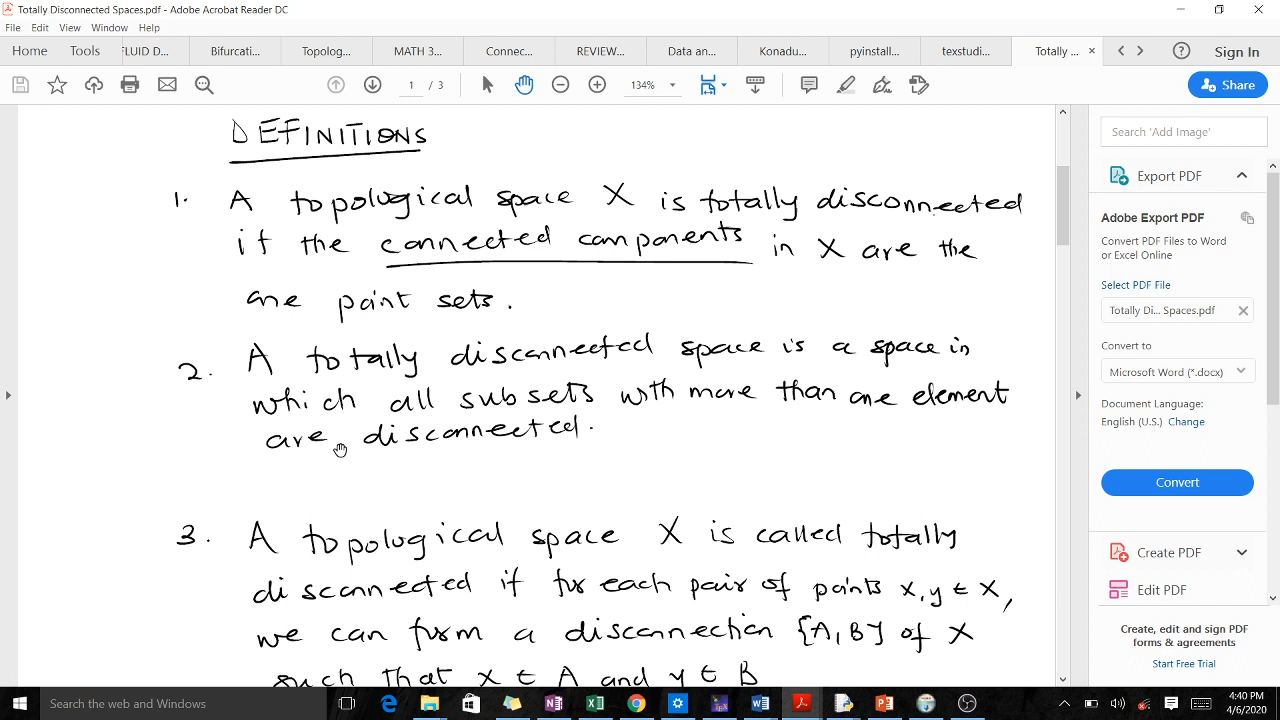 Totally Disconnected Spaces.pdf - Adobe Acrobat Reader DC
File Edit View Window Help
Home Tools FLUID D... Bifurcati... Topolog... MATH 3... Connec... REVIEW... Data an... Konadu... pyinstall... texstudi... Totally ... × Sign In
1 / 3 134% Share
DEFINITIONS
1. A topological space X is totally disconnected
if the connected components in X are the
one point sets.
2. A totally disconnected space is a space in
which all subsets with more than one element
are disconnected.
3. A topological space X is called totally
disconnected if for each pair of points x, y ∈ X,
we can form a disconnection {A, B} of X
such that x ∈ A and y ∈ B
Search 'Add Image'
Export PDF
Adobe Export PDF
Convert PDF Files to Word
or Excel Online
Select PDF File
Totally Di... Spaces.pdf
Convert to
Microsoft Word (*.docx)
Document Language:
English (U.S.) Change
Convert
Create PDF
Edit PDF
Create, edit and sign PDF
forms & agreements
Start Free Trial
Search the web and Windows
4:40 PM
4/6/2020